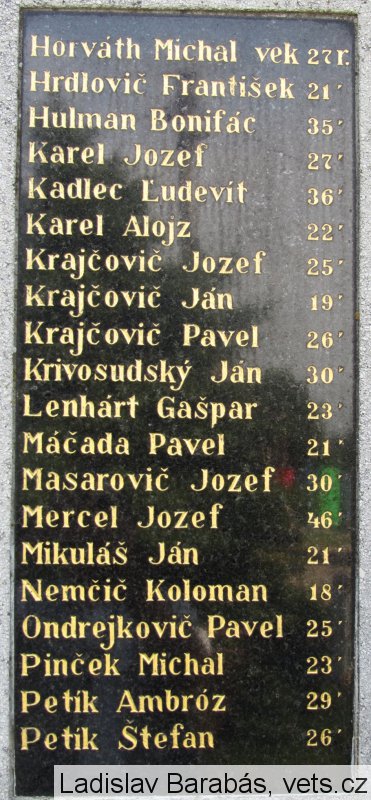 Horváth Michal vek 27 r.
Hrdlovič František 21 ʹ
Hulman Bonifác 35 ʹ
Karel Jozef 27 ʹ
Kadlec Ľudevít 36 ʹ
Karel Alojz 22 ʹ
Krajčovič Jozef 25 ʹ
Krajčovič Ján 19 ʹ
Krajčovič Pavel 26 ʹ
Krivosudský Ján 30 ʹ
Lenhárt Gašpar 23 ʹ
Máčada Pavel 21 ʹ
Masarovič Jozef 30 ʹ
Mercel Jozef 46 ʹ
Mikuláš Ján 21 ʹ
Nemčič Koloman 18 ʹ
Ondrejkovič Pavel 25 ʹ
Pinček Michal 23 ʹ
Petík Ambróz 29 ʹ
Petík Štefan 26 ʹ
Ladislav Barabás, vets.cz